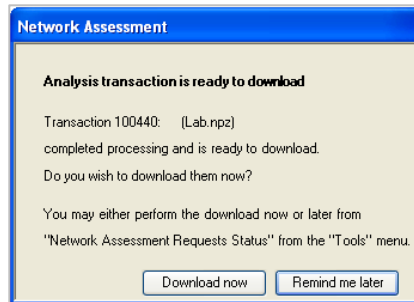 Network Assessment
Analysis transaction is ready to download
Transaction 100440: (Lab.npz)
completed processing and is ready to download.
Do you wish to download them now?
You may either perform the download now or later from
"Network Assessment Requests Status" from the "Tools" menu.
Download now Remind me later